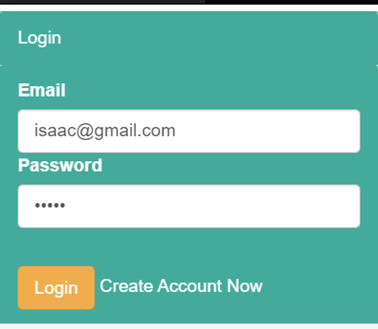 Login
Email
isaac@gmail.com
Password
•••••
Login Create Account Now